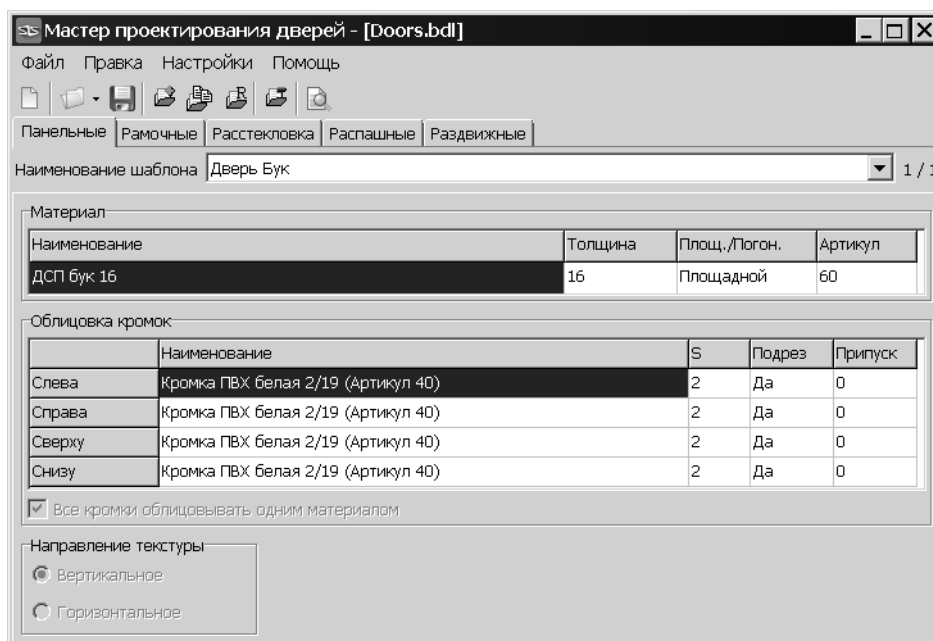 Мастер проектирования дверей - [Doors.bdl]
Файл Правка Настройки Помощь
Панельные Рамочные Расстекловка Распашные Раздвижные
Наименование шаблона Дверь Бук 1 / 1
Материал
Наименование Толщина Площ./Погон. Артикул
ДСП бук 16 16 Площадной 60
Облицовка кромок
Наименование S Подрез Припуск
Слева Кромка ПВХ белая 2/19 (Артикул 40) 2 Да 0
Справа Кромка ПВХ белая 2/19 (Артикул 40) 2 Да 0
Сверху Кромка ПВХ белая 2/19 (Артикул 40) 2 Да 0
Снизу Кромка ПВХ белая 2/19 (Артикул 40) 2 Да 0
Все кромки облицовывать одним материалом
Направление текстуры
Вертикальное
Горизонтальное